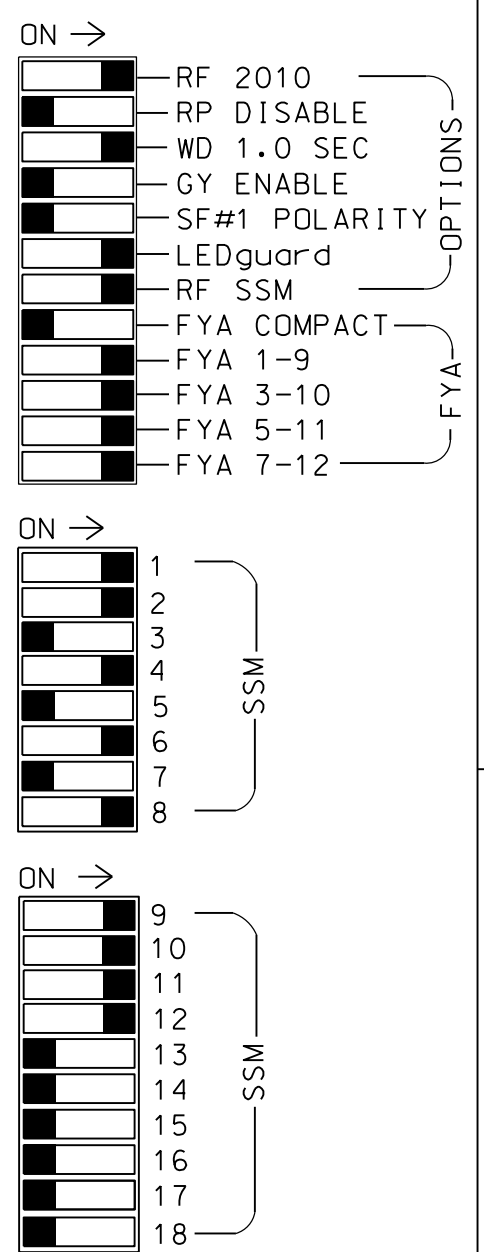 ON →
RF 2010
RP DISABLE
WD 1.0 SEC
GY ENABLE
SF#1 POLARITY
LEDguard
RF SSM
OPTIONS
FYA COMPACT
FYA 1-9
FYA 3-10
FYA 5-11
FYA 7-12
FYA
ON →
1
2
3
4
5
6
7
8
SSM
ON →
9
10
11
12
13
14
15
16
17
18
SSM